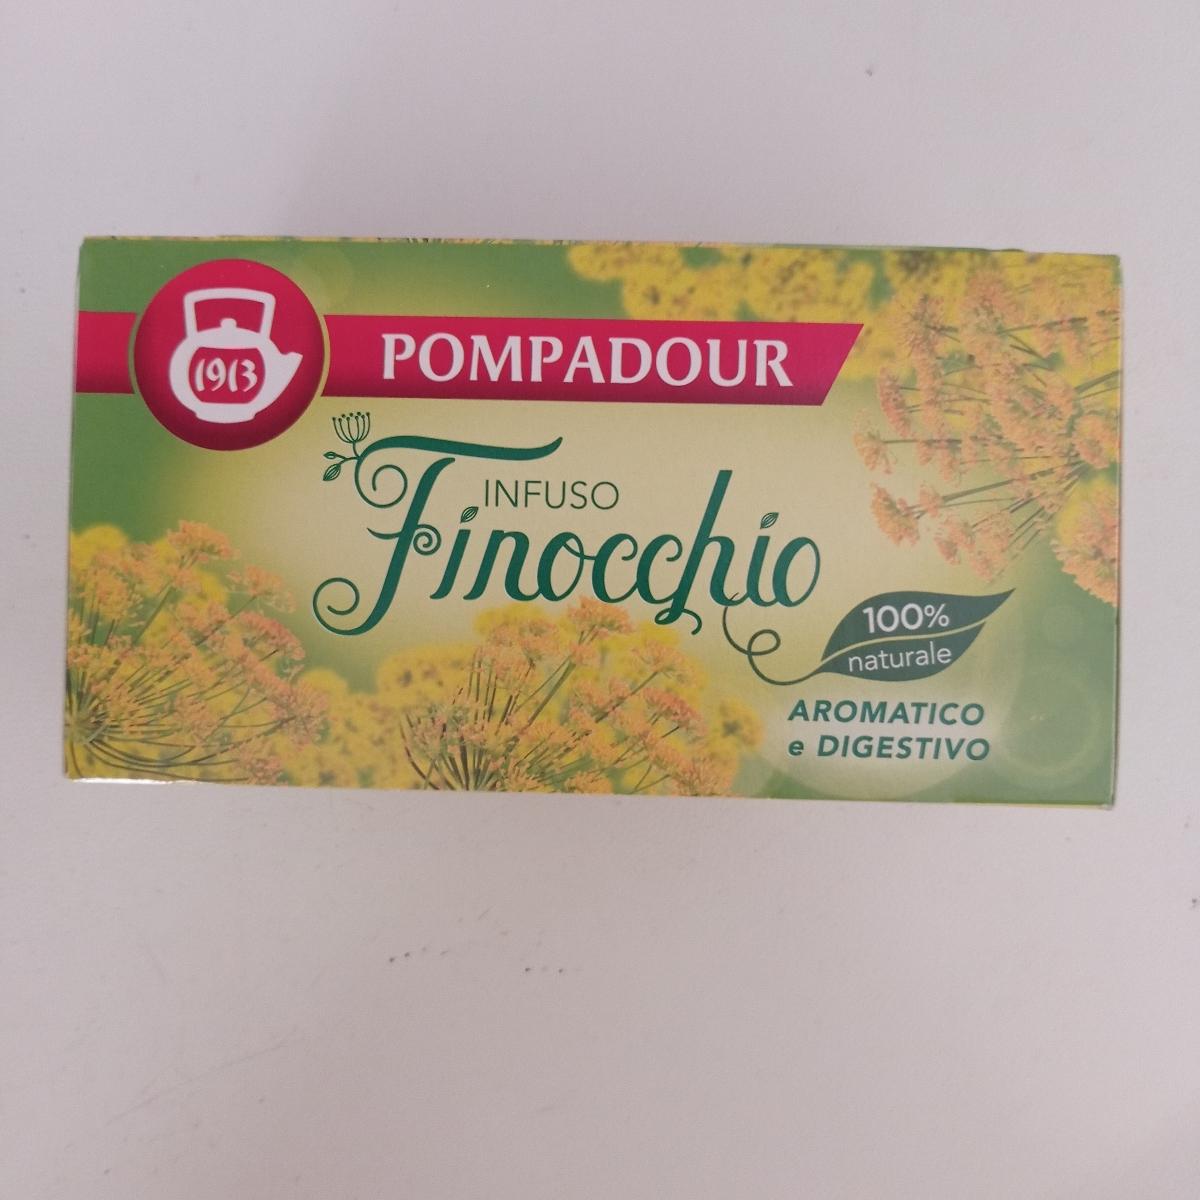 1913
POMPADOUR
INFUSO
Finocchio
100%
naturale
AROMATICO
e DIGESTIVO